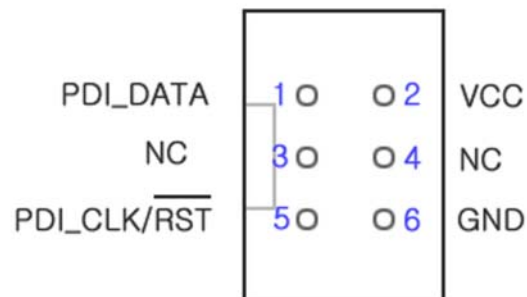 PDI_DATA 1 2 VCC
NC 3 4 NC
PDI_CLK/RST 5 6 GND